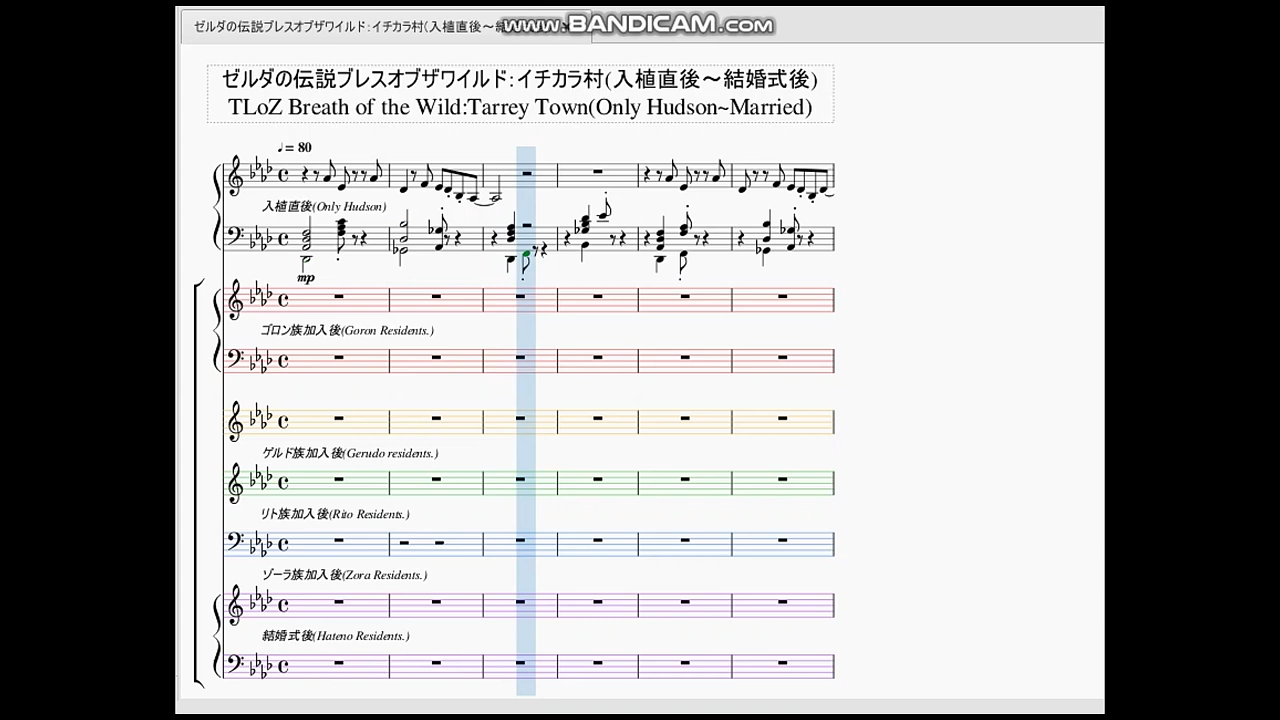 ゼルダの伝説ブレスオブザワイルド:イチカラ村(入植直後～結
www.BANDICAM.com
ゼルダの伝説ブレスオブザワイルド:イチカラ村(入植直後～結婚式後)
TLoZ Breath of the Wild:Tarrey Town(Only Hudson~Married)
♩= 80
入植直後(Only Hudson)
mp
ゴロン族加入後(Goron Residents.)
ゲルド族加入後(Gerudo residents.)
リト族加入後(Rito Residents.)
ゾーラ族加入後(Zora Residents.)
結婚式後(Hateno Residents.)